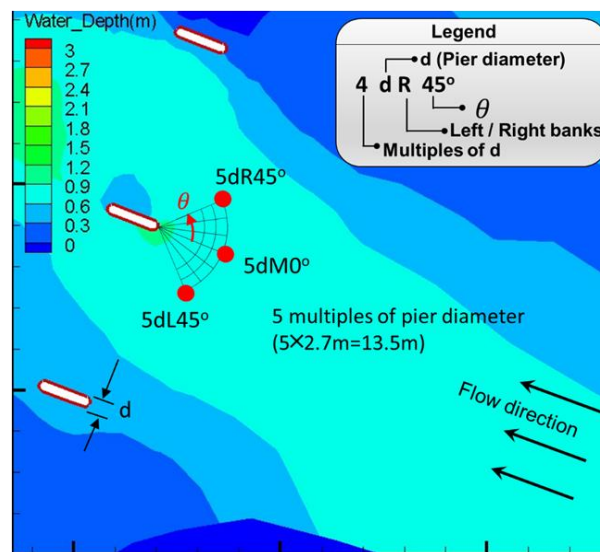 Water_Depth(m)
3
2.7
2.4
2.1
1.8
1.5
1.2
0.9
0.6
0.3
0
Legend
d (Pier diameter)
4 d R 45°
θ
Left / Right banks
Multiples of d
5dR45°
θ
5dM0°
5dL45°
5 multiples of pier diameter
(5×2.7m=13.5m)
d
Flow direction